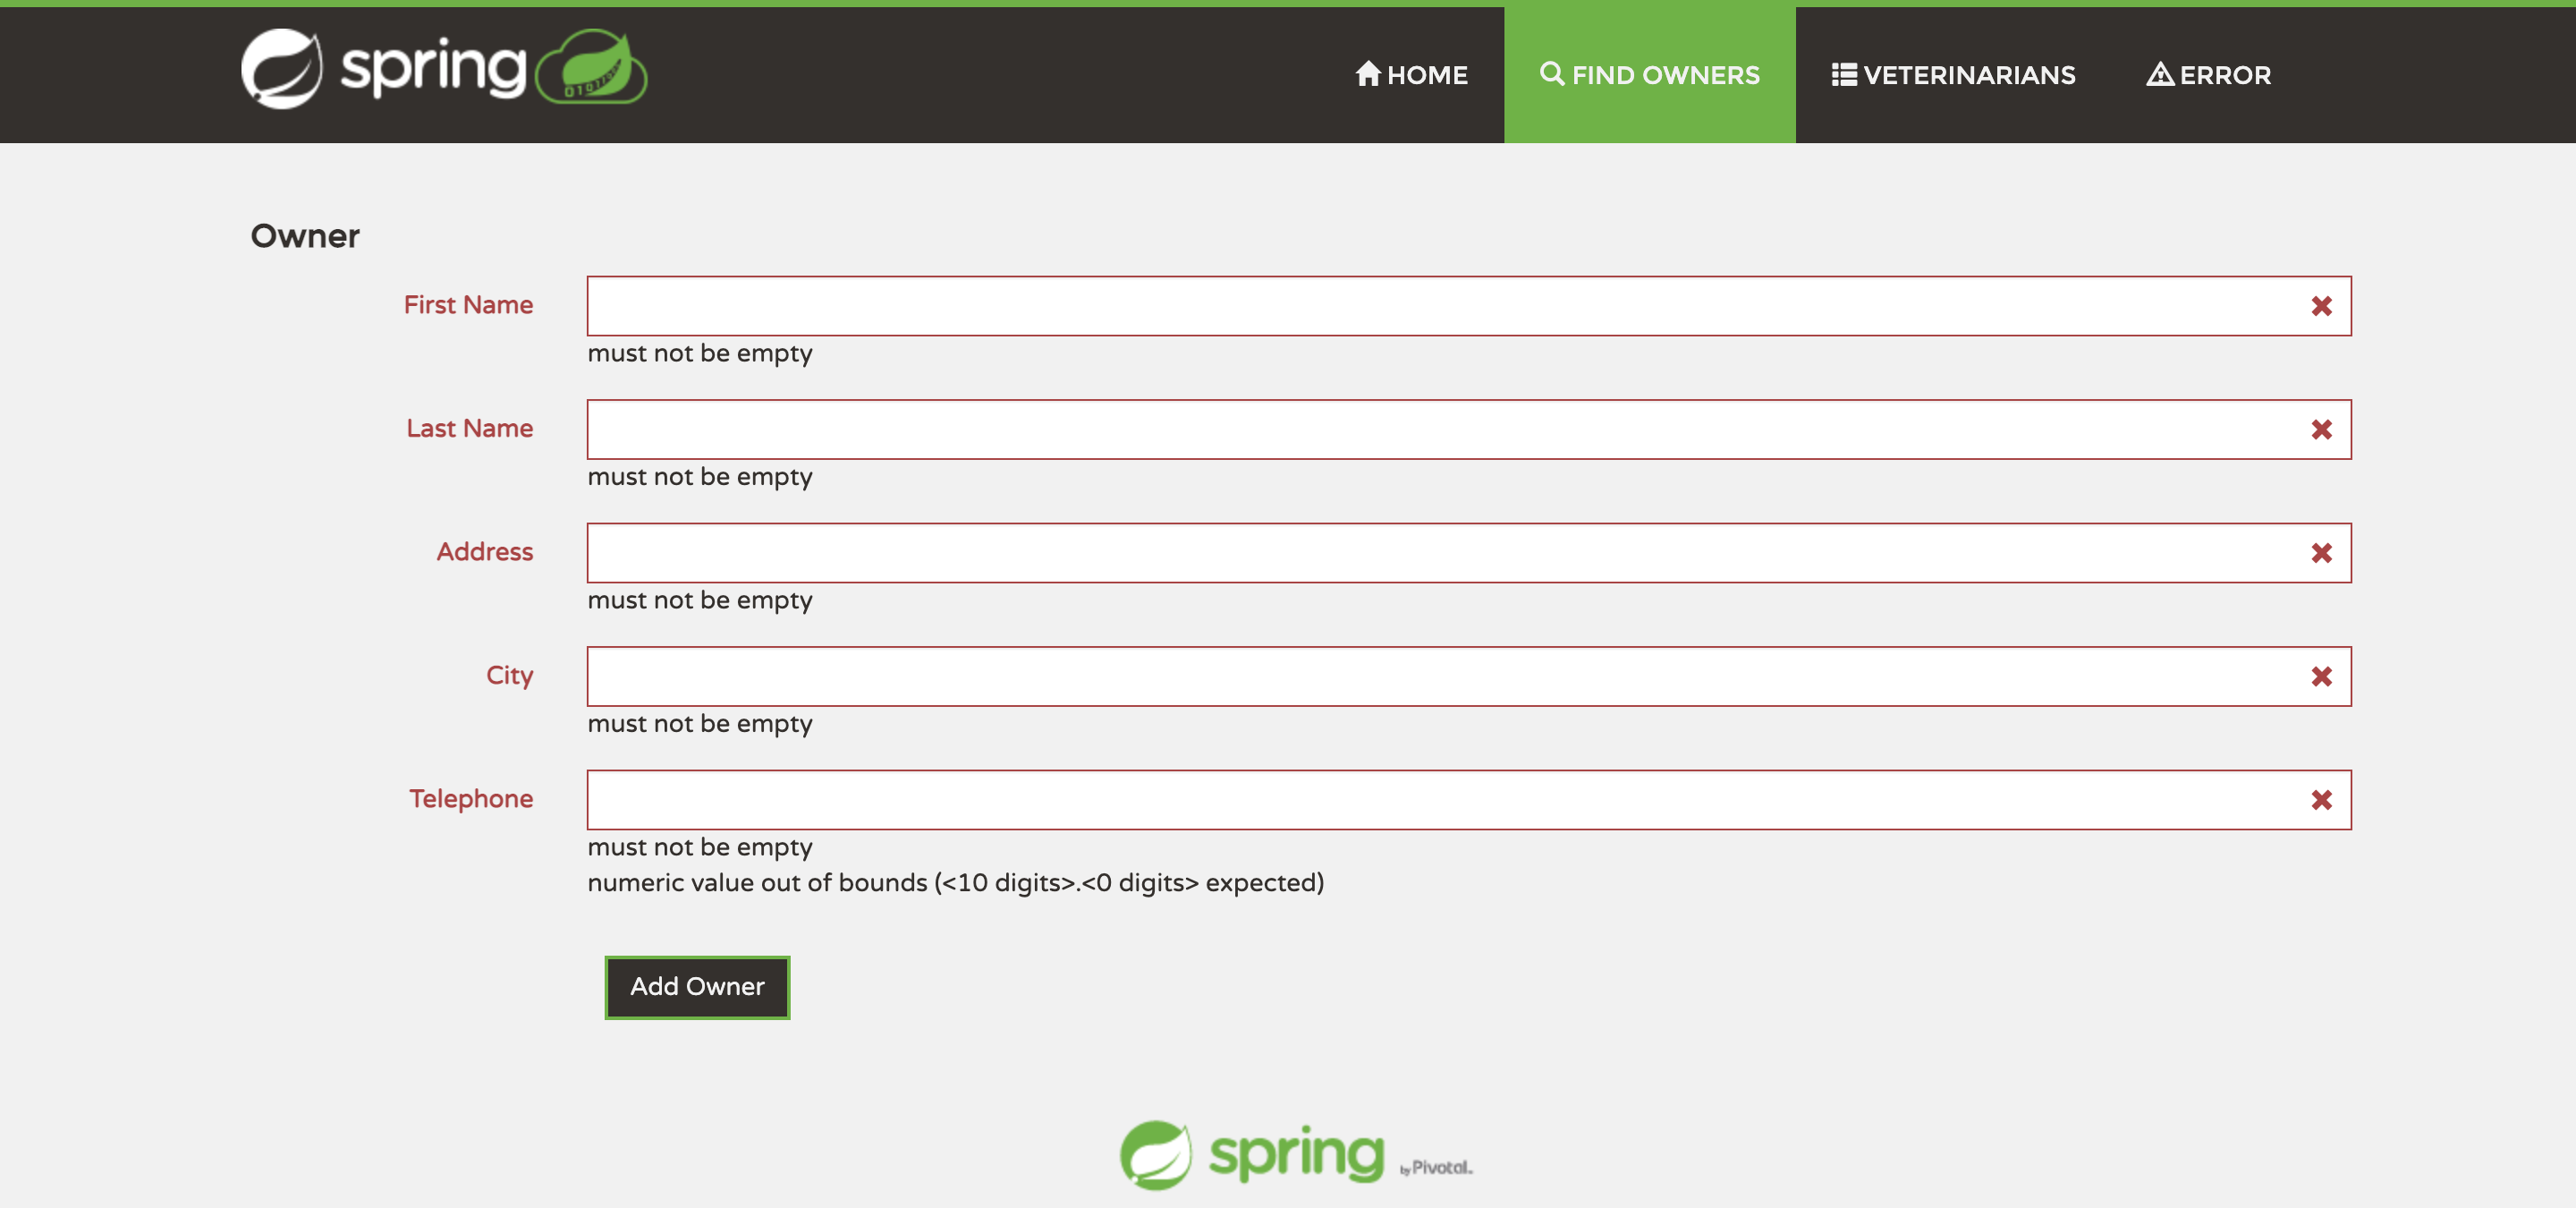 spring
HOME
FIND OWNERS
VETERINARIANS
ERROR
Owner
First Name
must not be empty
Last Name
must not be empty
Address
must not be empty
City
must not be empty
Telephone
must not be empty
numeric value out of bounds (<10 digits>.<0 digits> expected)
Add Owner
spring by Pivotal